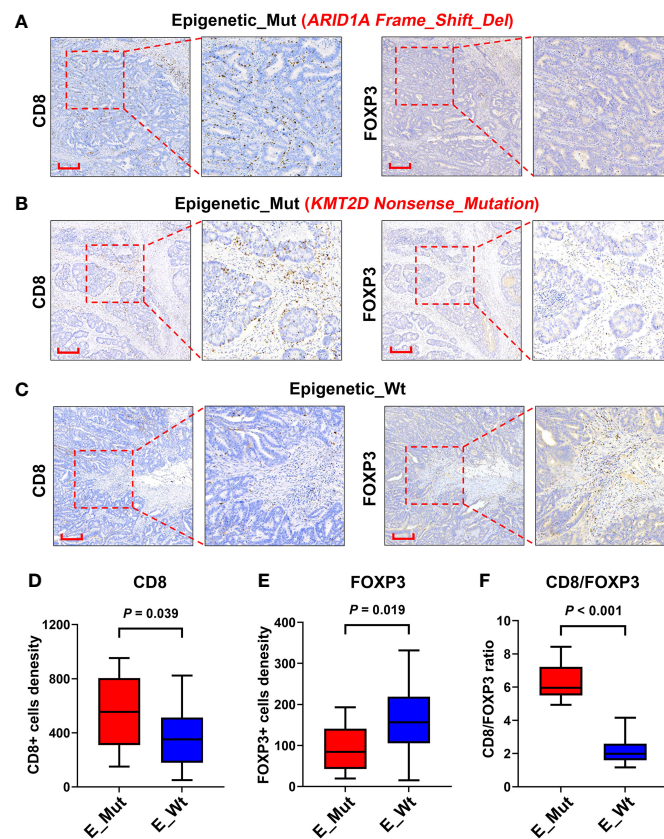 A Epigenetic_Mut (ARID1A Frame_Shift_Del)
CD8
FOXP3
B Epigenetic_Mut (KMT2D Nonsense_Mutation)
CD8
FOXP3
C Epigenetic_Wt
CD8
FOXP3
D CD8
P = 0.039
CD8+ cells denesity
1200
800
400
0
E_Mut
E_Wt
E FOXP3
P = 0.019
FOXP3+ cells denesity
400
300
200
100
0
E_Mut
E_Wt
F CD8/FOXP3
P < 0.001
CD8/FOXP3 ratio
10
8
6
4
2
0
E_Mut
E_Wt